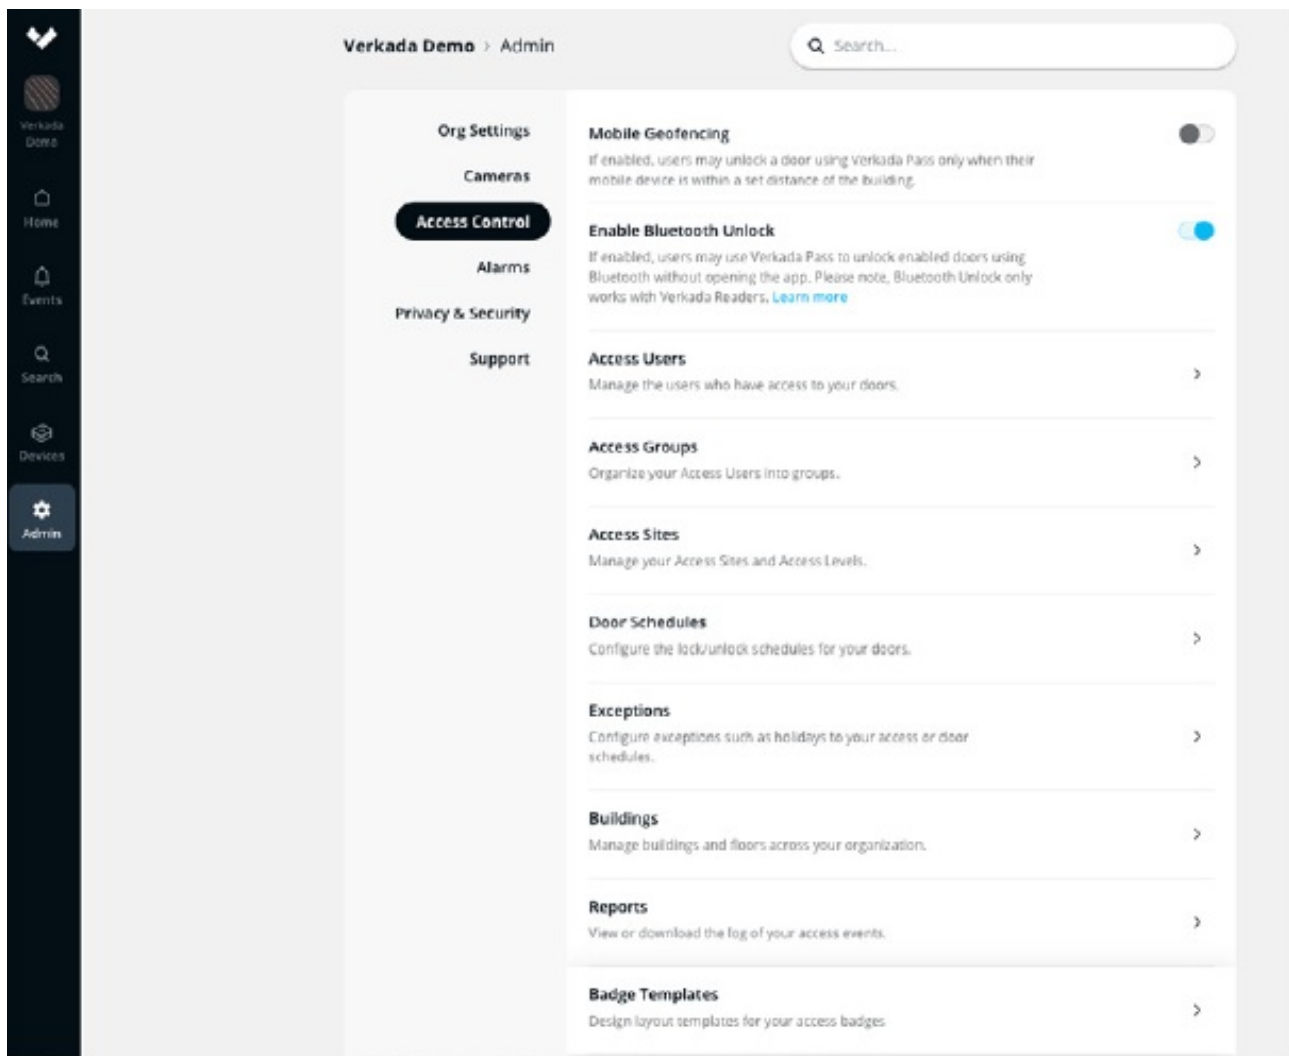 Verkada Demo > Admin
Search...
Verkada
Demo
Home
Events
Search
Devices
Admin
Org Settings
Cameras
Access Control
Alarms
Privacy & Security
Support
Mobile Geofencing
If enabled, users may unlock a door using Verkada Pass only when their
mobile device is within a set distance of the building.
Enable Bluetooth Unlock
If enabled, users may use Verkada Pass to unlock enabled doors using
Bluetooth without opening the app. Please note, Bluetooth Unlock only
works with Verkada Readers. Learn more
Access Users
Manage the users who have access to your doors.
Access Groups
Organize your Access Users into groups.
Access Sites
Manage your Access Sites and Access Levels.
Door Schedules
Configure the lock/unlock schedules for your doors.
Exceptions
Configure exceptions such as holidays to your access or door
schedules.
Buildings
Manage buildings and floors across your organization.
Reports
View or download the log of your access events.
Badge Templates
Design layout templates for your access badges